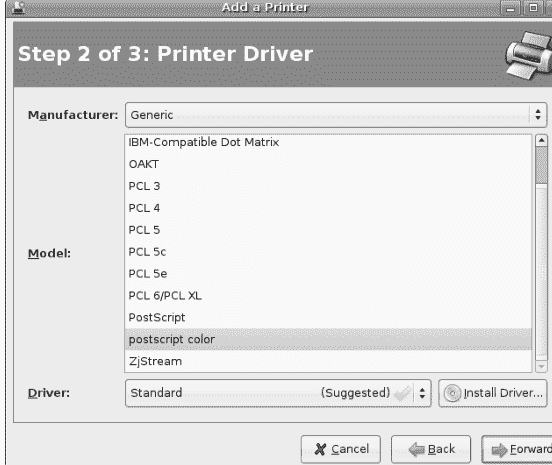 Add a Printer
Step 2 of 3: Printer Driver
Manufacturer: Generic
IBM-Compatible Dot Matrix
OAKT
PCL 3
PCL 4
PCL 5
Model: PCL 5c
PCL 5e
PCL 6/PCL XL
PostScript
postscript color
ZjStream
Driver: Standard (Suggested) Install Driver...
Cancel Back Forward